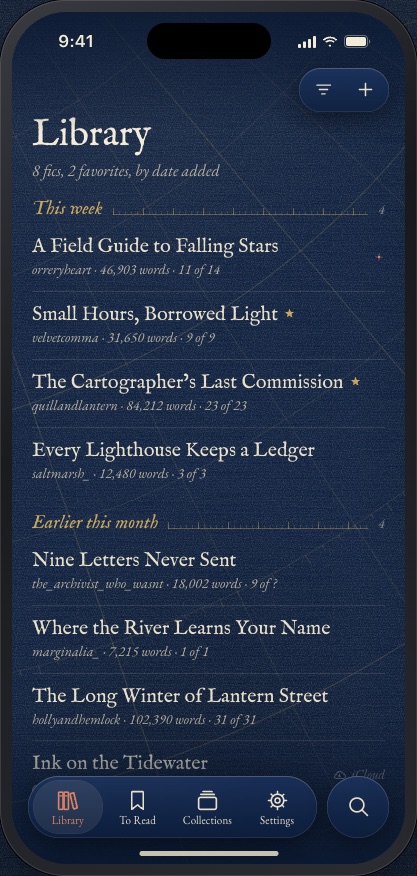 9:41
Library
8 fics, 2 favorites, by date added
This week 4
A Field Guide to Falling Stars
orreryheart · 46,903 words · 11 of 14
Small Hours, Borrowed Light ★
velvetcomma · 31,650 words · 9 of 9
The Cartographer's Last Commission ★
quillandlantern · 84,212 words · 23 of 23
Every Lighthouse Keeps a Ledger
saltmarsh_ · 12,480 words · 3 of 3
Earlier this month 4
Nine Letters Never Sent
the_archivist_who_wasnt · 18,002 words · 9 of ?
Where the River Learns Your Name
marginalia_ · 7,215 words · 1 of 1
The Long Winter of Lantern Street
hollyandhemlock · 102,390 words · 31 of 31
Ink on the Tidewater
iCloud
Library To Read Collections Settings